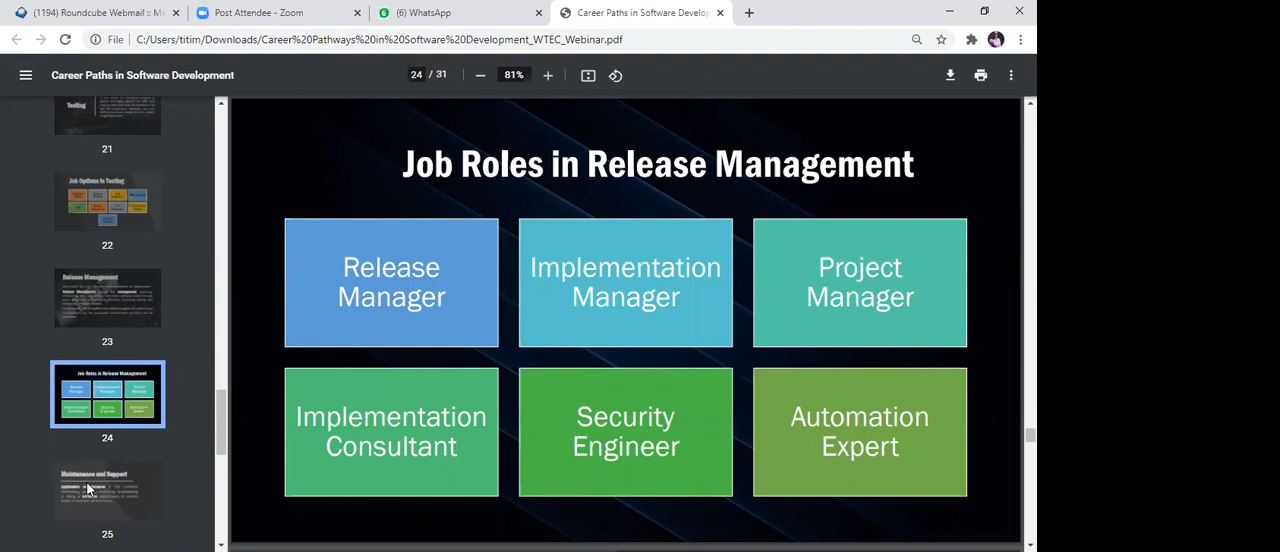 (1194) Roundcube Webmail :: M
Post Attendee - Zoom
(6) WhatsApp
Career Paths in Software Develop
File C:/Users/titim/Downloads/Career%20Pathways%20in%20Software%20Development_WTEC_Webinar.pdf
Career Paths in Software Development
24 / 31
81%
Testing
21
Job Options in Testing
22
Release Management
23
Job Roles in Release Management
24
Maintenance and Support
25
Job Roles in Release Management
Release
Manager
Implementation
Manager
Project
Manager
Implementation
Consultant
Security
Engineer
Automation
Expert